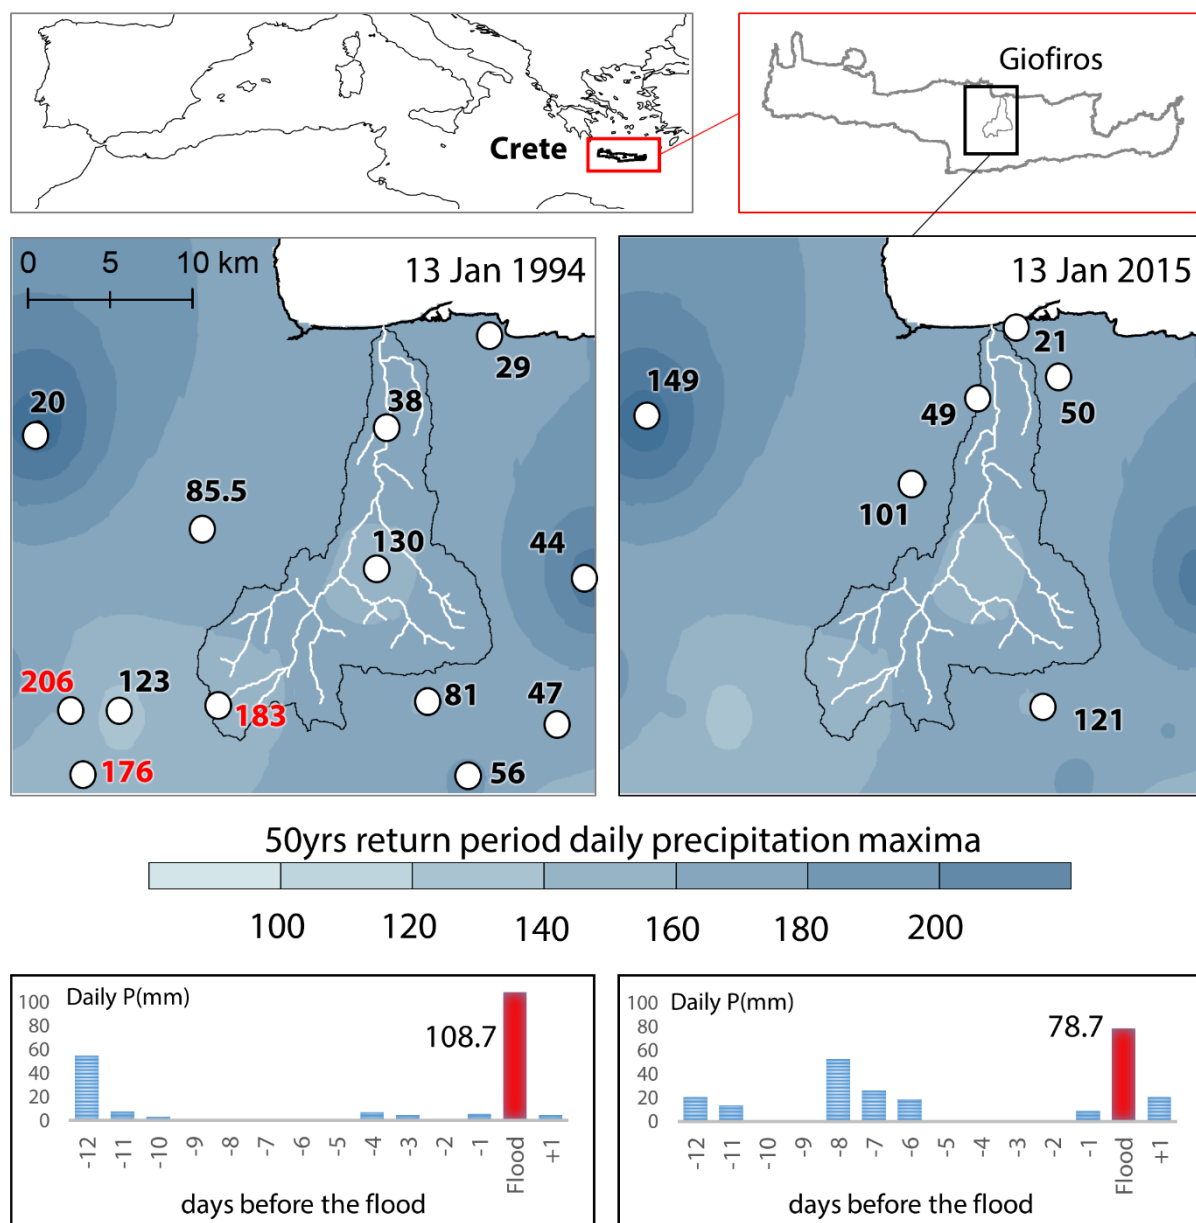 Crete
Giofiros
0 5 10 km
13 Jan 1994
29
20
38
85.5
130
44
206
123
183
81
47
176
56
13 Jan 2015
21
149
49
50
101
121
50yrs return period daily precipitation maxima
100 120 140 160 180 200
Daily P(mm)
100
80
60
40
20
0
108.7
-12 -11 -10 -9 -8 -7 -6 -5 -4 -3 -2 -1 Flood +1
days before the flood
Daily P(mm)
100
80
60
40
20
0
78.7
-12 -11 -10 -9 -8 -7 -6 -5 -4 -3 -2 -1 Flood +1
days before the flood